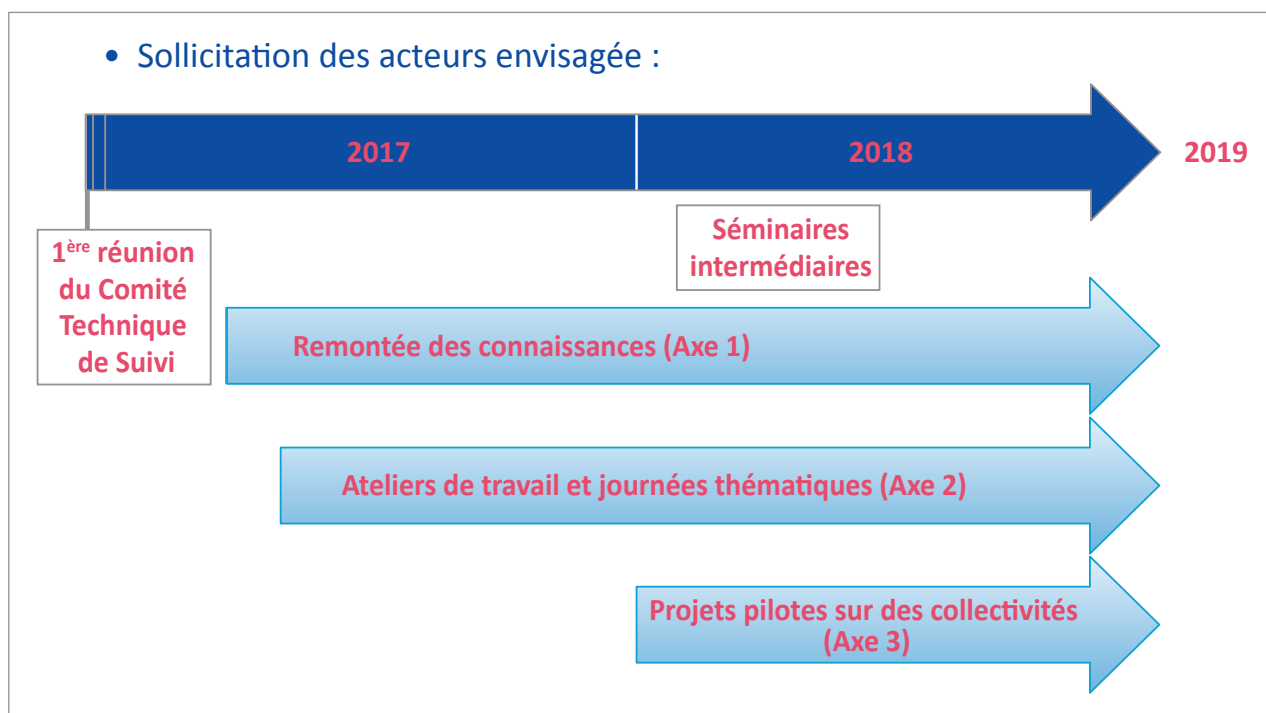 • Sollicitation des acteurs envisagée :
2017
2018
2019
1ère réunion
du Comité
Technique
de Suivi
Séminaires
intermédiaires
Remontée des connaissances (Axe 1)
Ateliers de travail et journées thématiques (Axe 2)
Projets pilotes sur des collectivités
(Axe 3)